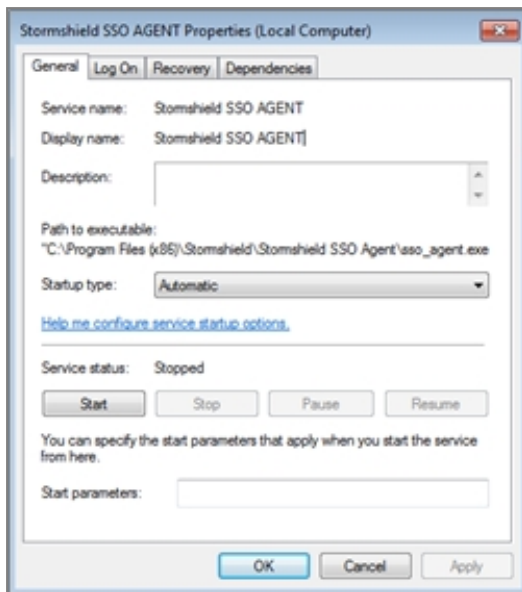 Stormshield SSO AGENT Properties (Local Computer)
General Log On Recovery Dependencies
Service name: Stormshield SSO AGENT
Display name: Stormshield SSO AGENT
Description:
Path to executable:
"C:\Program Files (x86)\Stormshield\Stormshield SSO Agent\sso_agent.exe
Startup type: Automatic
Help me configure service startup options.
Service status: Stopped
Start Stop Pause Resume
You can specify the start parameters that apply when you start the service
from here.
Start parameters:
OK Cancel Apply